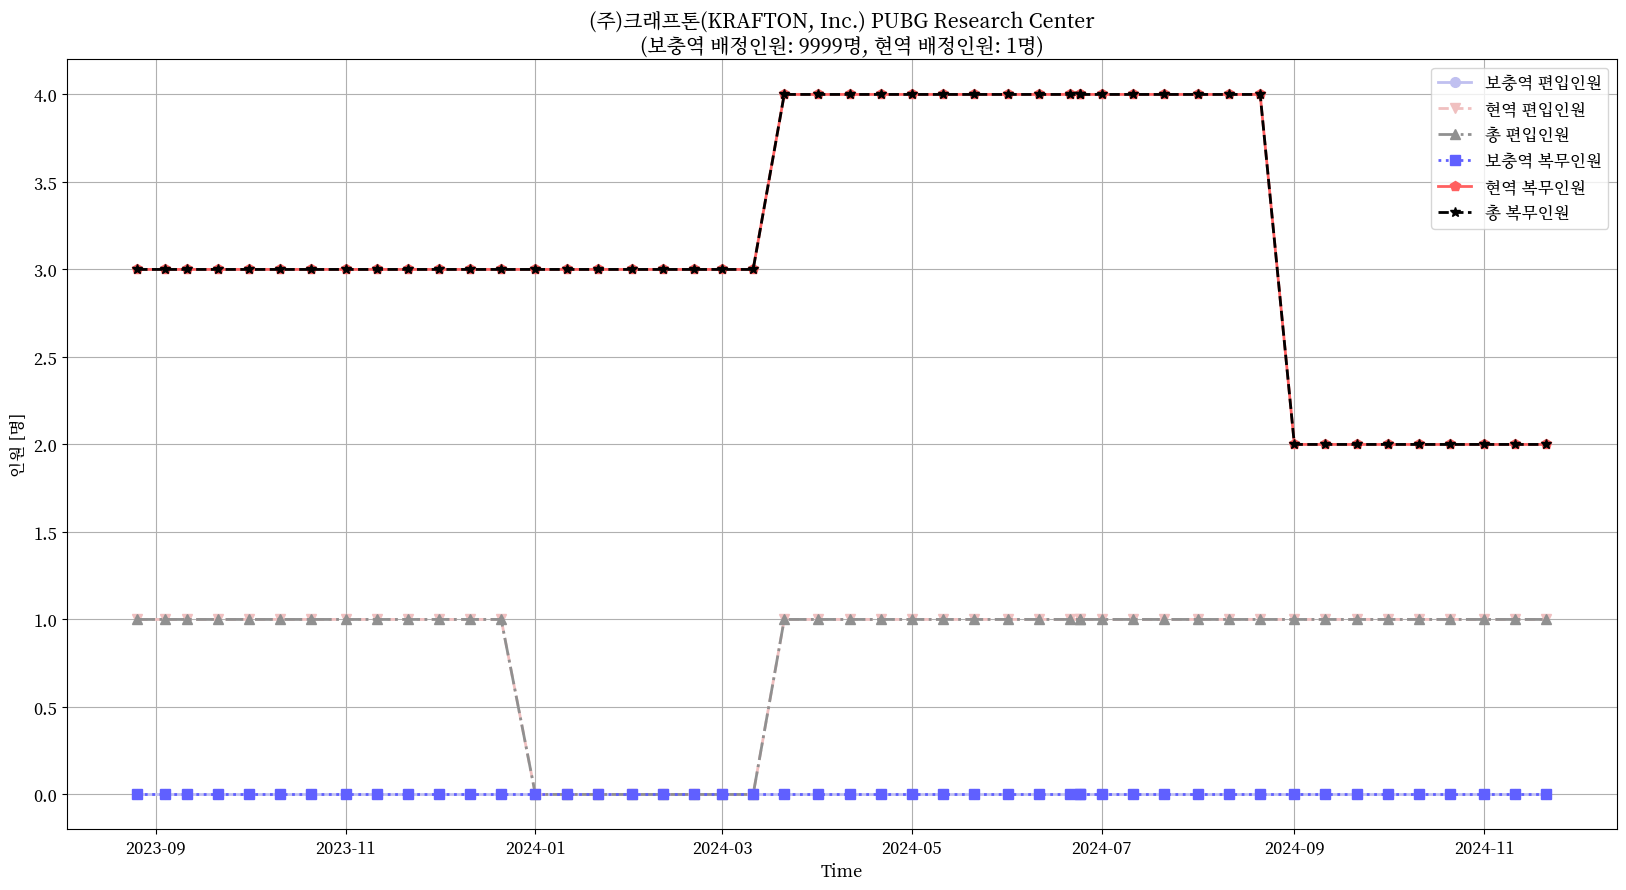 (주)크래프톤(KRAFTON, Inc.) PUBG Research Center
(보충역 배정인원: 9999명, 현역 배정인원: 1명)
보충역 편입인원
현역 편입인원
총 편입인원
보충역 복무인원
현역 복무인원
총 복무인원
인원 [명]
4.0
3.5
3.0
2.5
2.0
1.5
1.0
0.5
0.0
2023-09
2023-11
2024-01
2024-03
2024-05
2024-07
2024-09
2024-11
Time